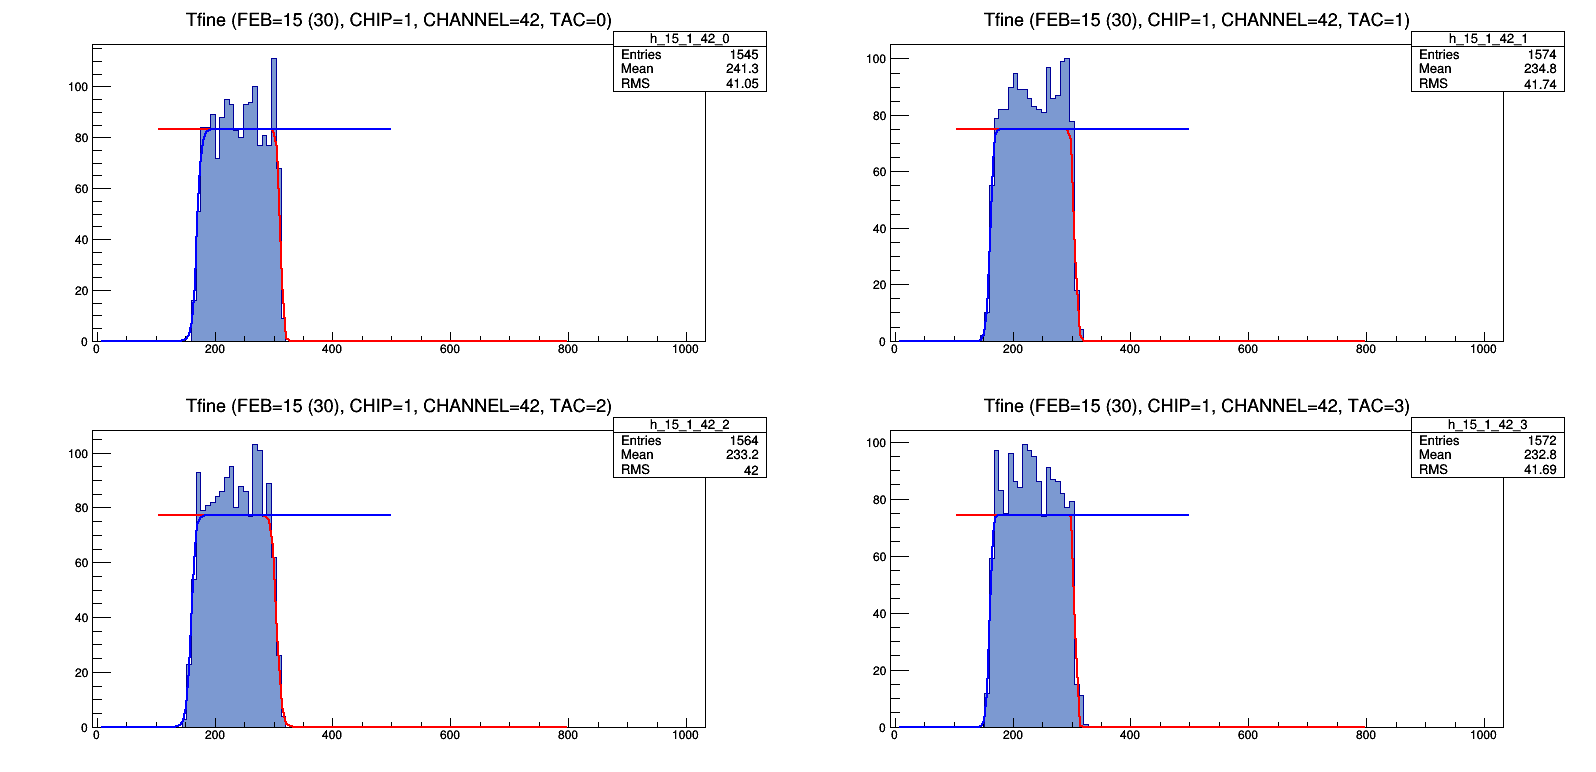 Tfine (FEB=15 (30), CHIP=1, CHANNEL=42, TAC=0)
h_15_1_42_0
Entries 1545
Mean 241.3
RMS 41.05
100
80
60
40
20
0
0 200 400 600 800 1000
Tfine (FEB=15 (30), CHIP=1, CHANNEL=42, TAC=1)
h_15_1_42_1
Entries 1574
Mean 234.8
RMS 41.74
100
80
60
40
20
0
0 200 400 600 800 1000
Tfine (FEB=15 (30), CHIP=1, CHANNEL=42, TAC=2)
h_15_1_42_2
Entries 1564
Mean 233.2
RMS 42
100
80
60
40
20
0
0 200 400 600 800 1000
Tfine (FEB=15 (30), CHIP=1, CHANNEL=42, TAC=3)
h_15_1_42_3
Entries 1572
Mean 232.8
RMS 41.69
100
80
60
40
20
0
0 200 400 600 800 1000